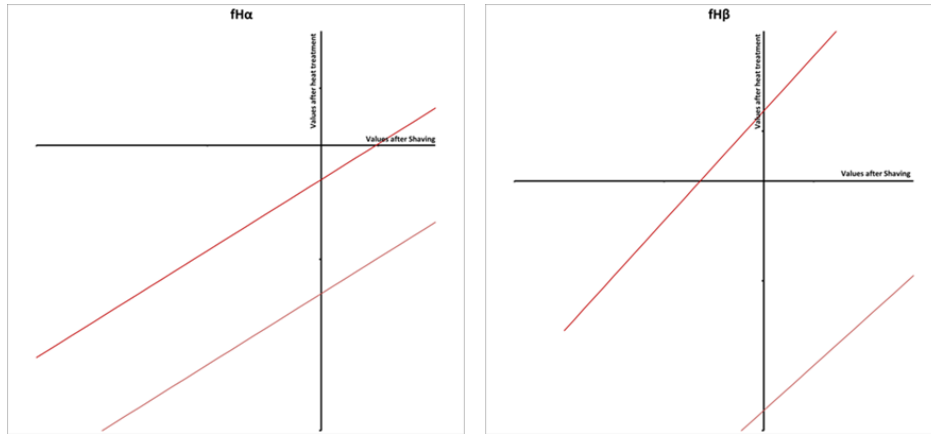 fHα
Values after heat treatment
Values after Shaving
fHβ
Values after heat treatment
Values after Shaving